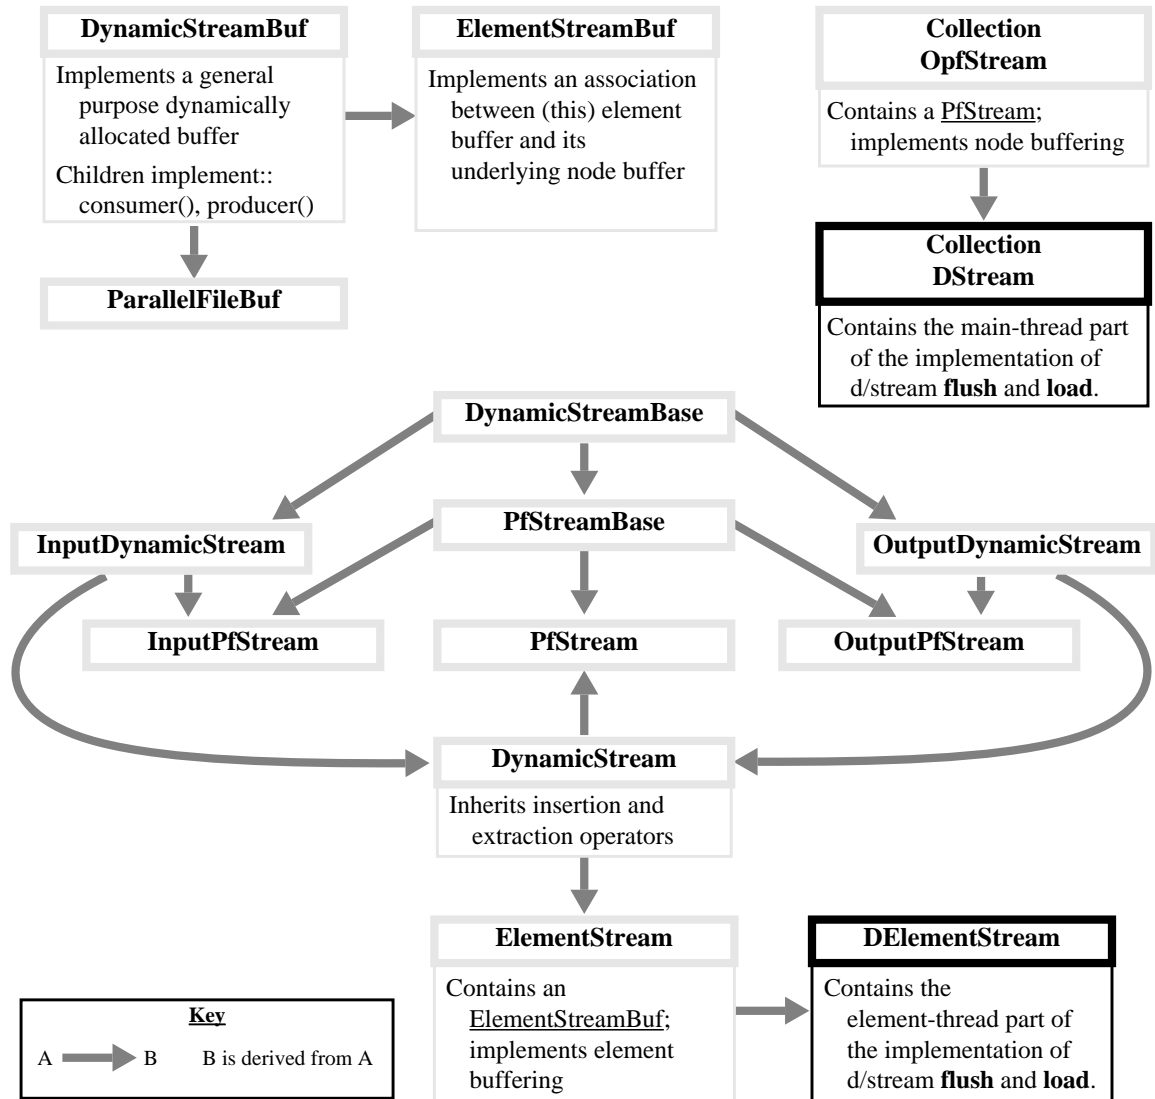 DynamicStreamBuf
Implements a general
purpose dynamically
allocated buffer
Children implement::
consumer(), producer()
ElementStreamBuf
Implements an association
between (this) element
buffer and its
underlying node buffer
Collection
OpfStream
Contains a PfStream;
implements node buffering
ParallelFileBuf
Collection
DStream
Contains the main-thread part
of the implementation of
d/stream flush and load.
DynamicStreamBase
PfStreamBase
InputDynamicStream
OutputDynamicStream
InputPfStream
PfStream
OutputPfStream
DynamicStream
Inherits insertion and
extraction operators
ElementStream
Contains an
ElementStreamBuf;
implements element
buffering
DElementStream
Contains the
element-thread part of
the implementation of
d/stream flush and load.
Key
A B B is derived from A